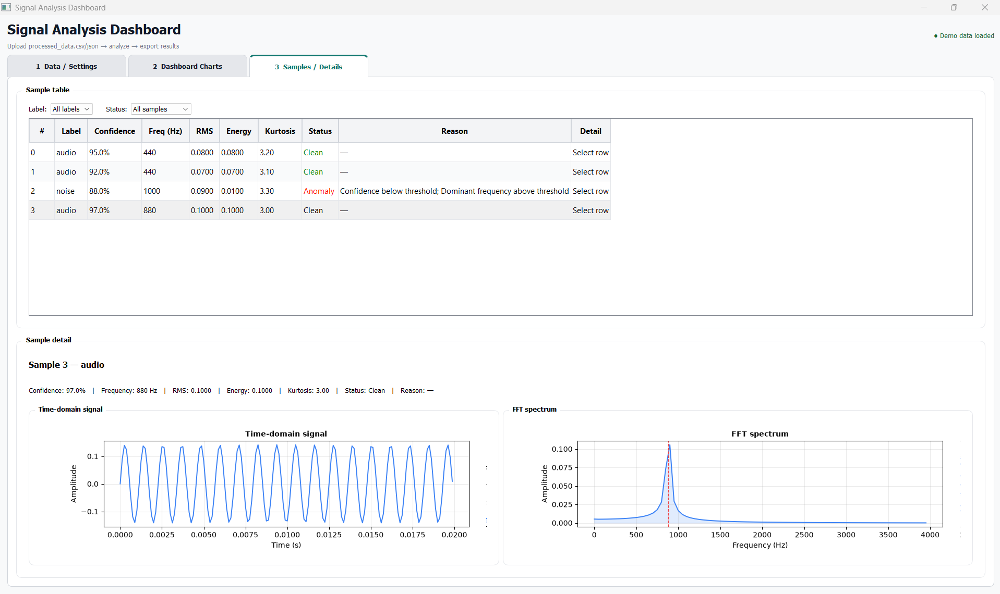 Signal Analysis Dashboard
Signal Analysis Dashboard
Upload processed_data.csv/json → analyze → export results
● Demo data loaded
1 Data / Settings 2 Dashboard Charts 3 Samples / Details
Sample table
Label: All labels Status: All samples
# Label Confidence Freq (Hz) RMS Energy Kurtosis Status Reason Detail
0 audio 95.0% 440 0.0800 0.0800 3.20 Clean — Select row
1 audio 92.0% 440 0.0700 0.0700 3.10 Clean — Select row
2 noise 88.0% 1000 0.0900 0.0100 3.30 Anomaly Confidence below threshold; Dominant frequency above threshold Select row
3 audio 97.0% 880 0.1000 0.1000 3.00 Clean — Select row
Sample detail
Sample 3 — audio
Confidence: 97.0% | Frequency: 880 Hz | RMS: 0.1000 | Energy: 0.1000 | Kurtosis: 3.00 | Status: Clean | Reason: —
Time-domain signal
Time-domain signal
Amplitude
0.1
0.0
−0.1
0.0000 0.0025 0.0050 0.0075 0.0100 0.0125 0.0150 0.0175 0.0200
Time (s)
FFT spectrum
FFT spectrum
Amplitude
0.100
0.075
0.050
0.025
0.000
0 500 1000 1500 2000 2500 3000 3500 4000
Frequency (Hz)